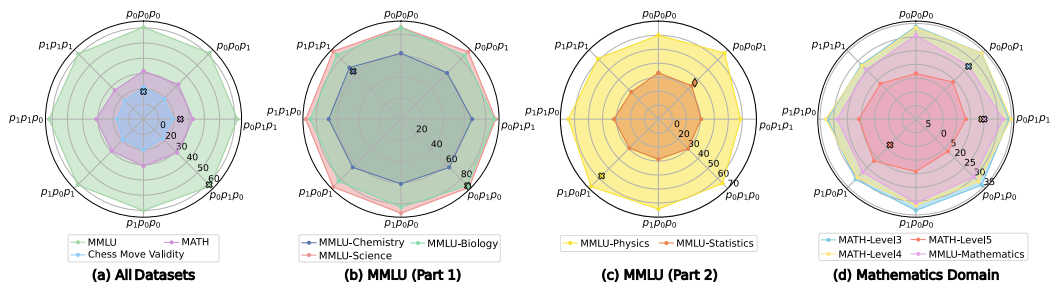 p₀p₀p₀
p₀p₀p₁
p₀p₁p₁
p₁p₀p₀
p₁p₀p₀
p₁p₀p₁
p₁p₁p₀
p₁p₁p₁
0
20
30
40
50
60
MMLU
MATH
Chess Move Validity
(a) All Datasets
p₀p₀p₀
p₀p₀p₁
p₀p₁p₁
p₁p₀p₀
p₁p₀p₀
p₁p₀p₁
p₁p₁p₀
p₁p₁p₁
20
40
60
80
MMLU-Chemistry
MMLU-Biology
MMLU-Science
(b) MMLU (Part 1)
p₀p₀p₀
p₀p₀p₁
p₀p₁p₁
p₁p₀p₀
p₁p₀p₀
p₁p₀p₁
p₁p₁p₀
p₁p₁p₁
0
20
30
40
50
60
70
MMLU-Physics
MMLU-Statistics
(c) MMLU (Part 2)
p₀p₀p₀
p₀p₀p₁
p₀p₁p₁
p₁p₀p₀
p₁p₀p₀
p₁p₀p₁
p₁p₁p₀
p₁p₁p₁
5
0
5
20
25
30
35
MATH-Level3
MATH-Level5
MATH-Level4
MMLU-Mathematics
(d) Mathematics Domain